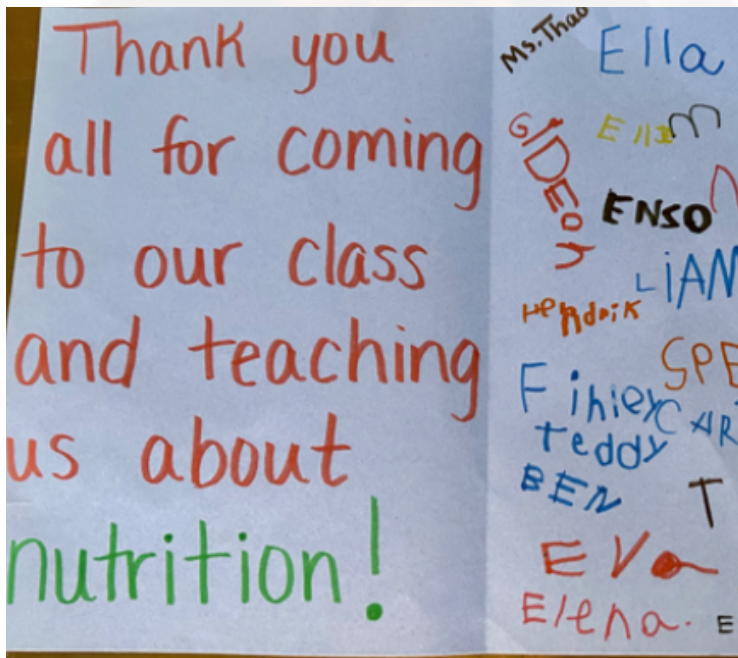 Thank you
all for coming
to our class
and teaching
us about
nutrition!
Ms. Thao
Ella
GIDEON
ENSO
LiAM
Hendrik
Finley
teddy
BEN
Eva
Elena.